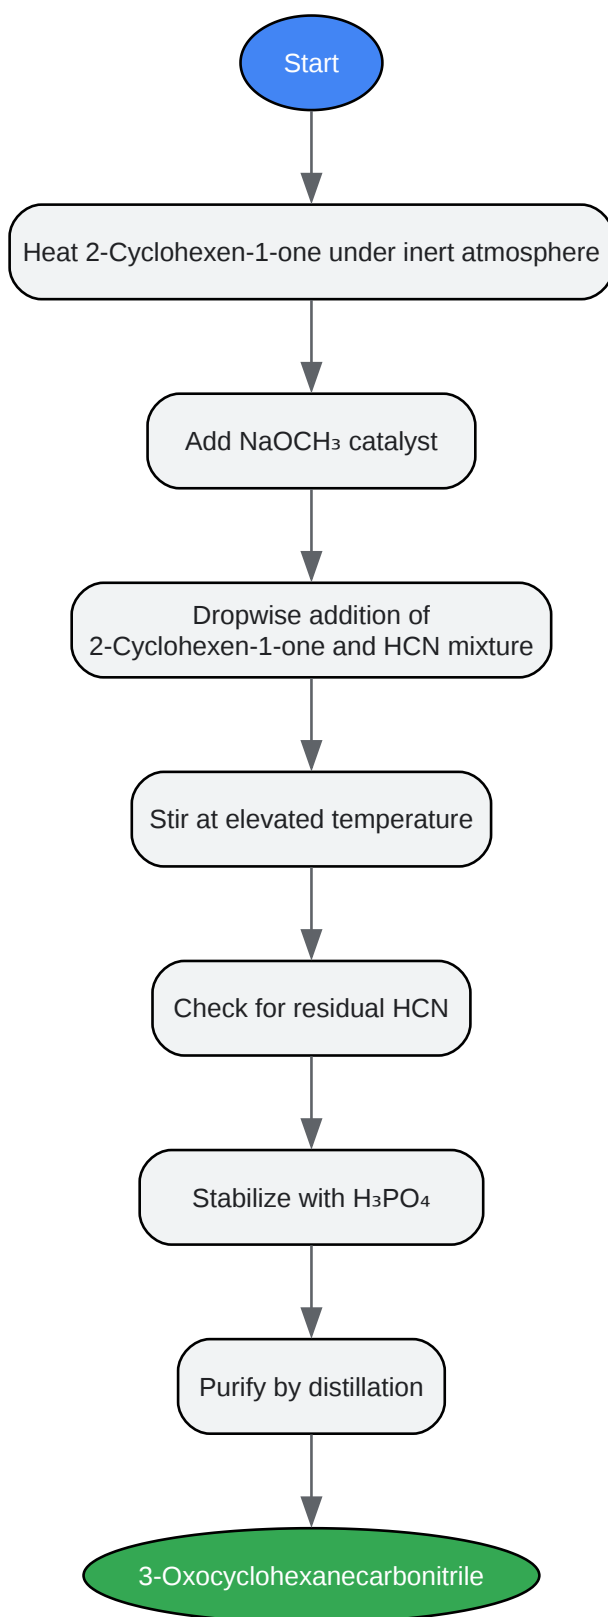 Start
Heat 2-Cyclohexen-1-one under inert atmosphere
Add NaOCH₃ catalyst
Dropwise addition of
2-Cyclohexen-1-one and HCN mixture
Stir at elevated temperature
Check for residual HCN
Stabilize with H₃PO₄
Purify by distillation
3-Oxocyclohexanecarbonitrile